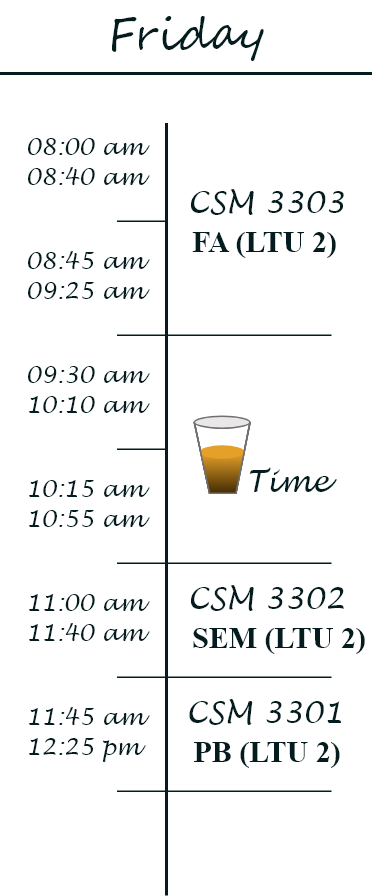 Friday
08:00 am
08:40 am
CSM 3303
FA (LTU 2)
08:45 am
09:25 am
09:30 am
10:10 am
Time
10:15 am
10:55 am
11:00 am
11:40 am
CSM 3302
SEM (LTU 2)
11:45 am
12:25 pm
CSM 3301
PB (LTU 2)